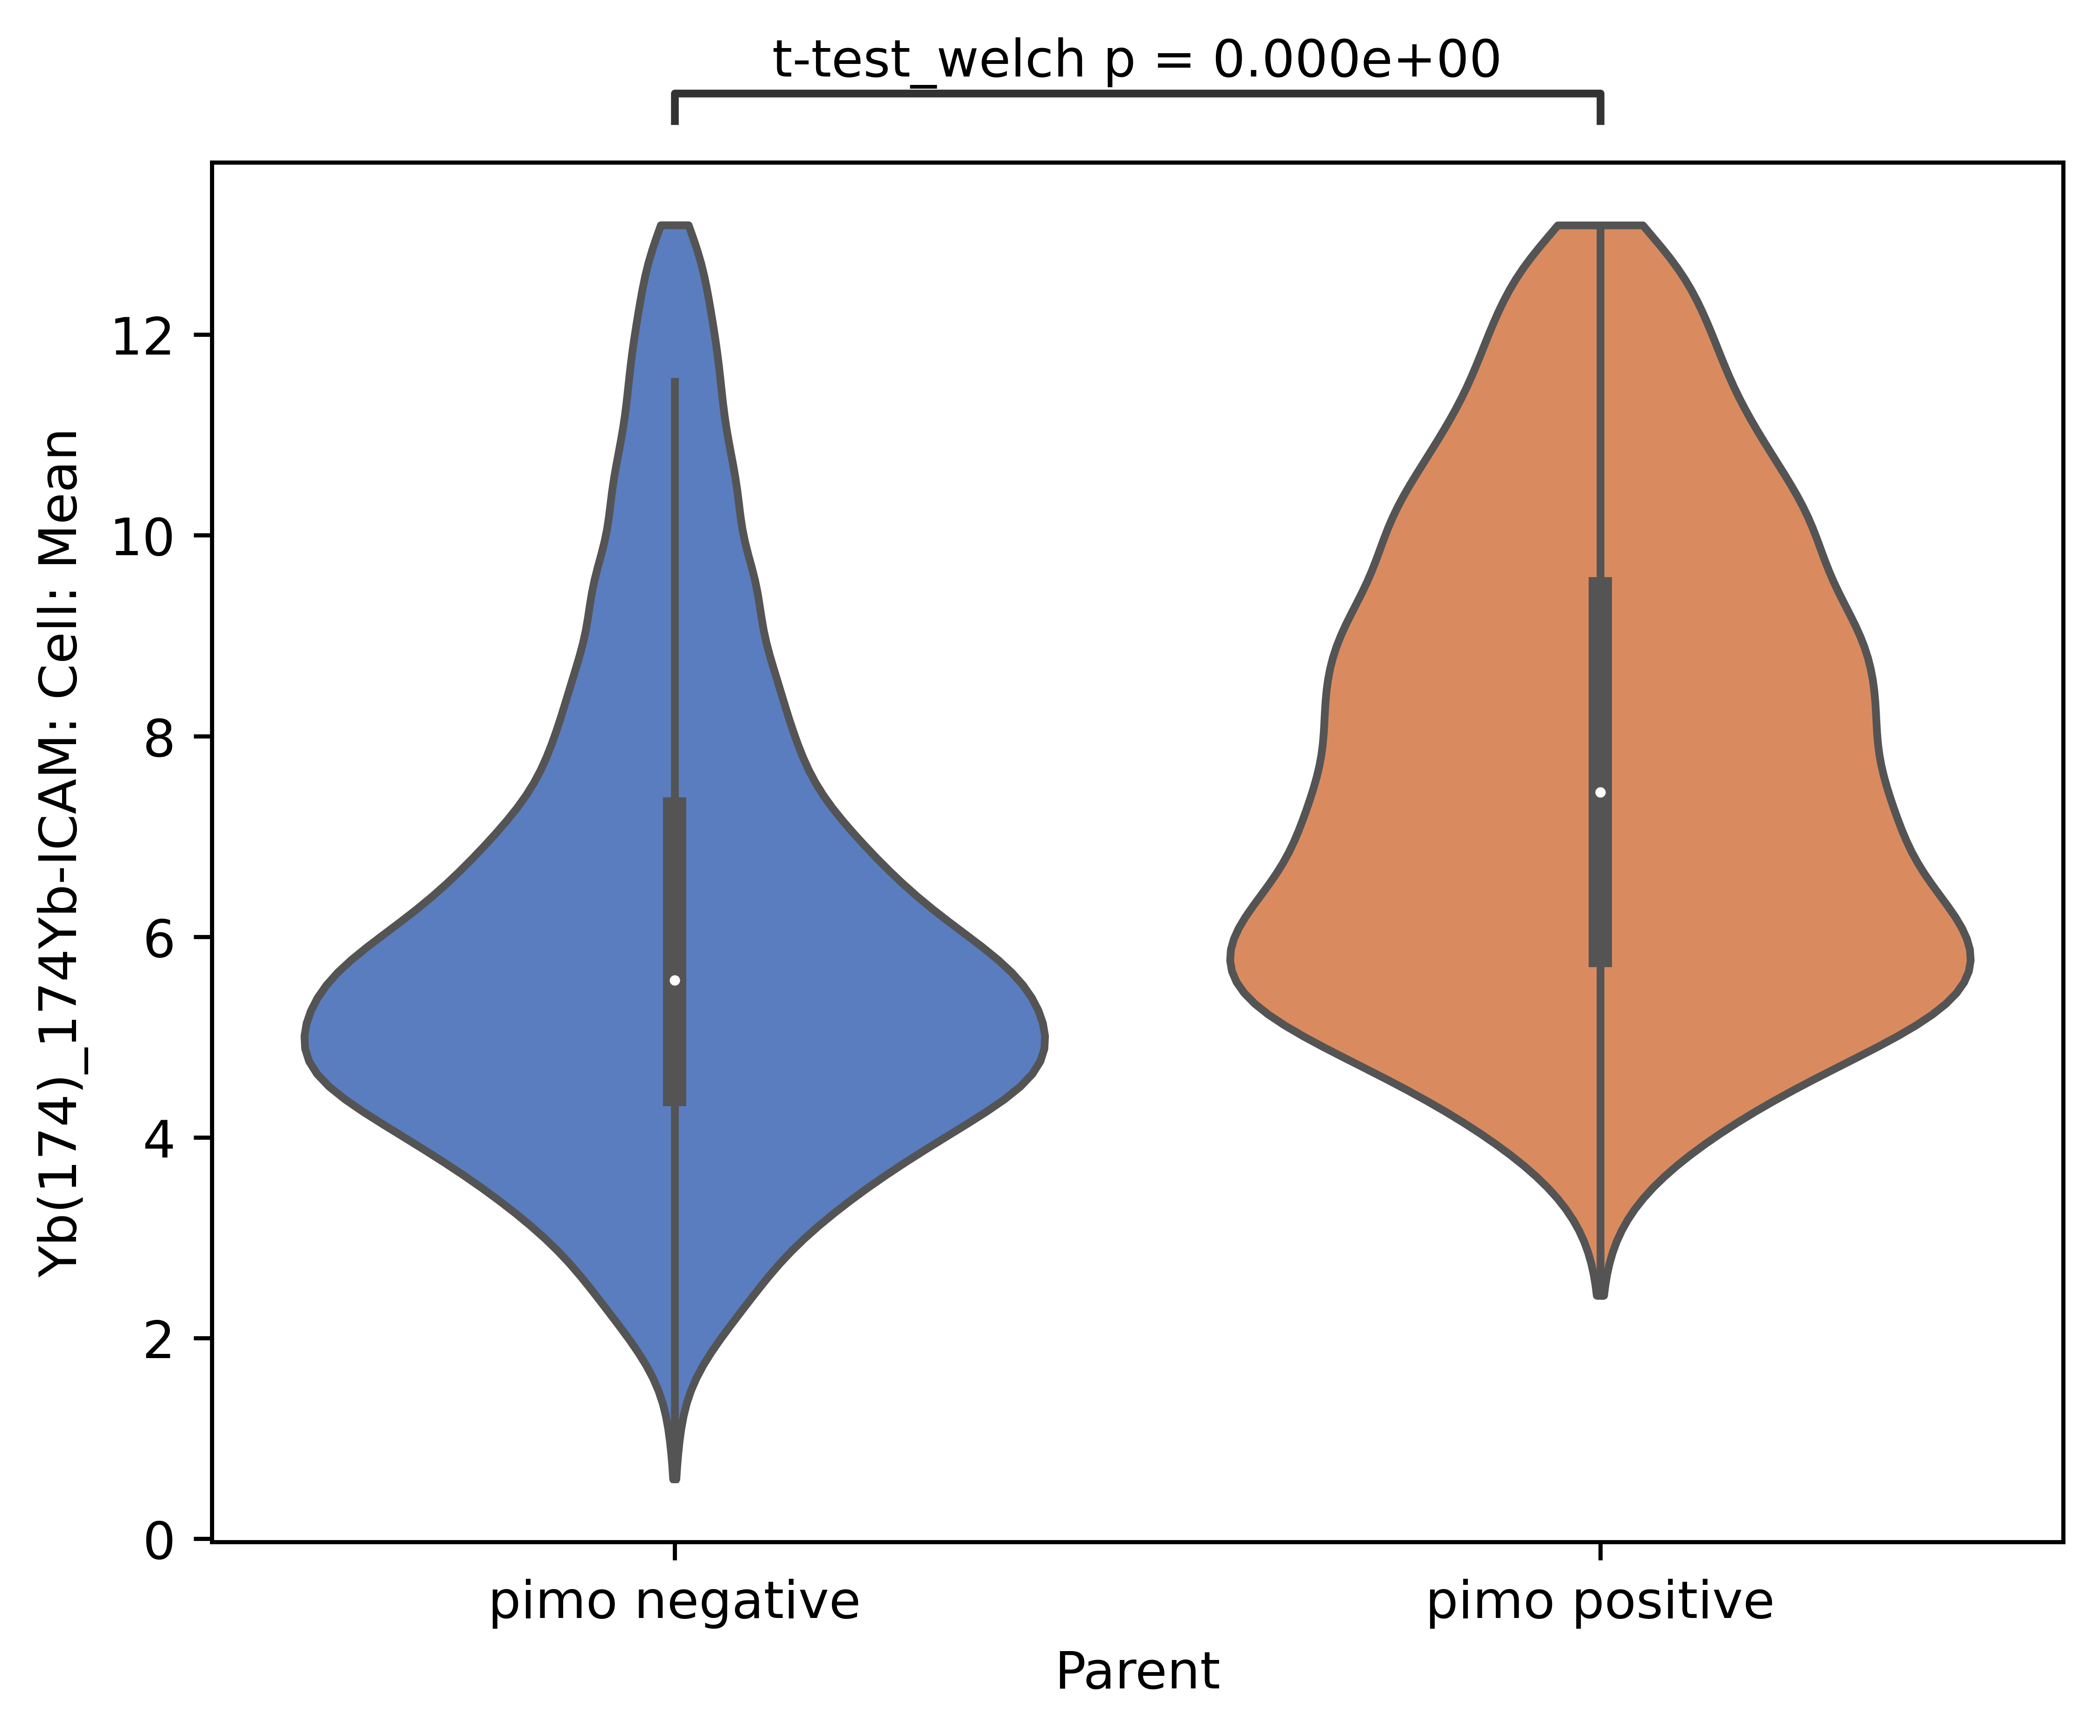 t-test_welch p = 0.000e+00
Yb(174)_174Yb-ICAM: Cell: Mean
12
10
8
6
4
2
0
pimo negative
pimo positive
Parent